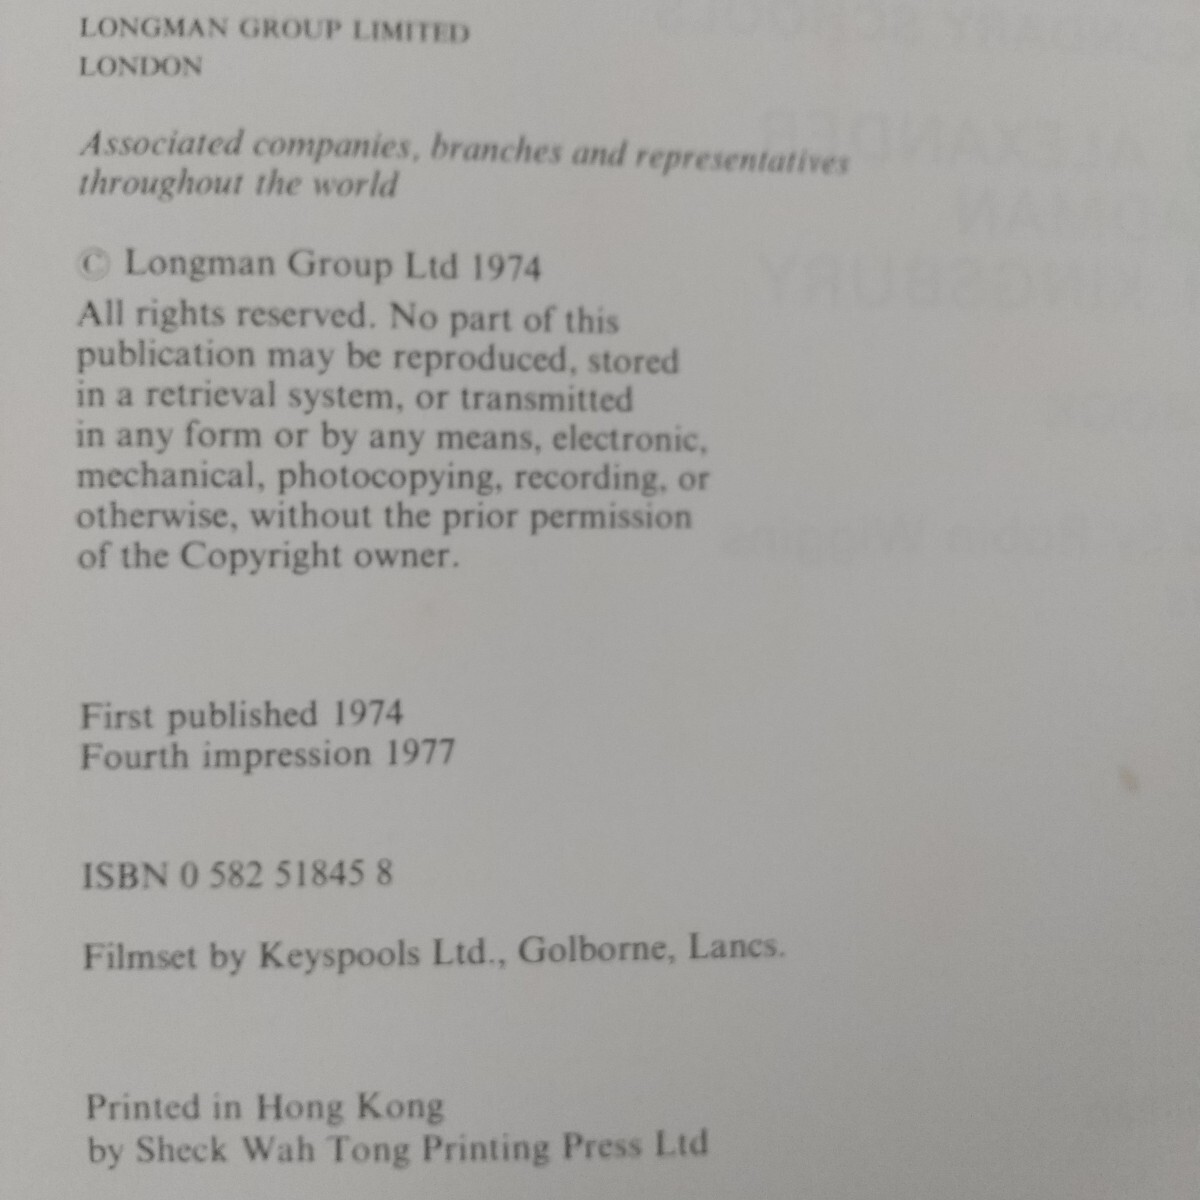 LONGMAN GROUP LIMITED
LONDON
Associated companies, branches and representatives
throughout the world
© Longman Group Ltd 1974
All rights reserved. No part of this
publication may be reproduced, stored
in a retrieval system, or transmitted
in any form or by any means, electronic,
mechanical, photocopying, recording, or
otherwise, without the prior permission
of the Copyright owner.
First published 1974
Fourth impression 1977
ISBN 0 582 51845 8
Filmset by Keyspools Ltd., Golborne, Lancs.
Printed in Hong Kong
by Sheck Wah Tong Printing Press Ltd